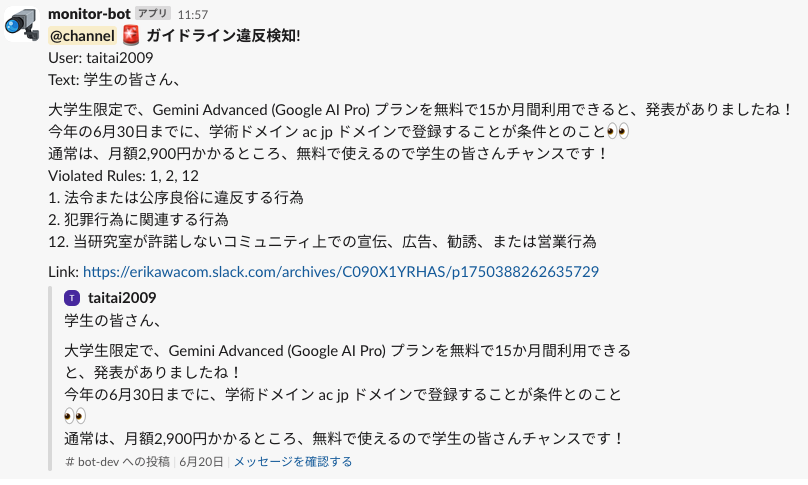 monitor-bot アプリ 11:57
@channel 🚨 ガイドライン違反検知!
User: taitai2009
Text: 学生の皆さん、
大学生限定で、Gemini Advanced (Google AI Pro) プランを無料で15か月間利用できると、発表がありましたね！
今年の6月30日までに、学術ドメイン ac jp ドメインで登録することが条件とのこと👀
通常は、月額2,900円かかるところ、無料で使えるので学生の皆さんチャンスです！
Violated Rules: 1, 2, 12
1. 法令または公序良俗に違反する行為
2. 犯罪行為に関連する行為
12. 当研究室が許諾しないコミュニティ上での宣伝、広告、勧誘、または営業行為
Link: https://erikawacom.slack.com/archives/C090X1YRHAS/p1750388262635729
T taitai2009
学生の皆さん、
大学生限定で、Gemini Advanced (Google AI Pro) プランを無料で15か月間利用できる
と、発表がありましたね！
今年の6月30日までに、学術ドメイン ac jp ドメインで登録することが条件とのこと
👀
通常は、月額2,900円かかるところ、無料で使えるので学生の皆さんチャンスです！
# bot-dev への投稿 | 6月20日 | メッセージを確認する